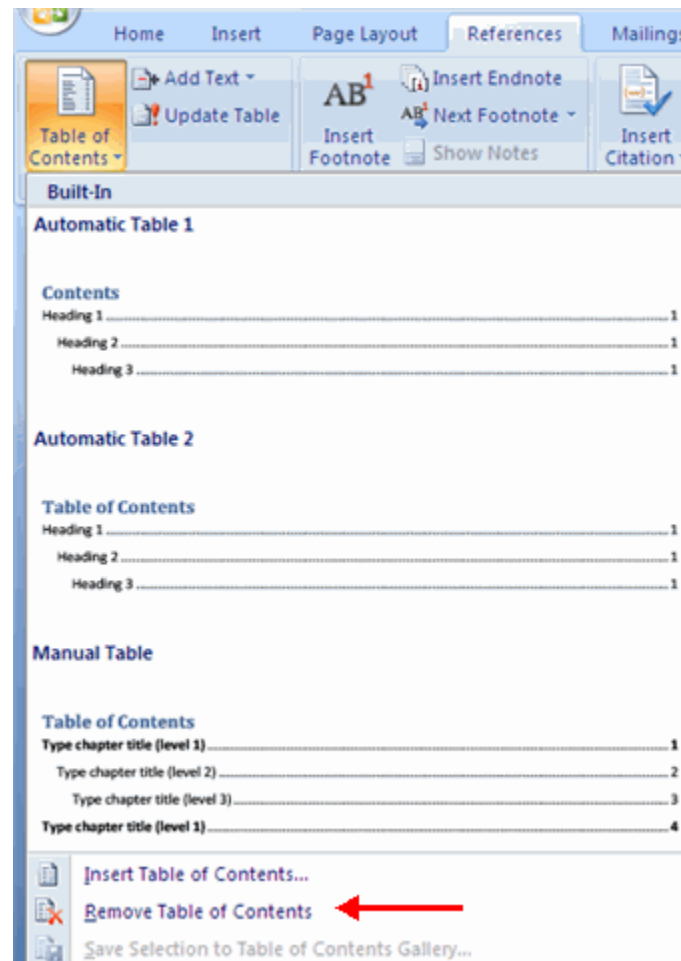 Home Insert Page Layout References Mailings
Add Text
Update Table
Table of
Contents
AB1
Insert
Footnote
Insert Endnote
AB1 Next Footnote
Show Notes
Insert
Citation
Built-In
Automatic Table 1
Contents
Heading 1 1
Heading 2 1
Heading 3 1
Automatic Table 2
Table of Contents
Heading 1 1
Heading 2 1
Heading 3 1
Manual Table
Table of Contents
Type chapter title (level 1) 1
Type chapter title (level 2) 2
Type chapter title (level 3) 3
Type chapter title (level 1) 4
Insert Table of Contents...
Remove Table of Contents
Save Selection to Table of Contents Gallery...